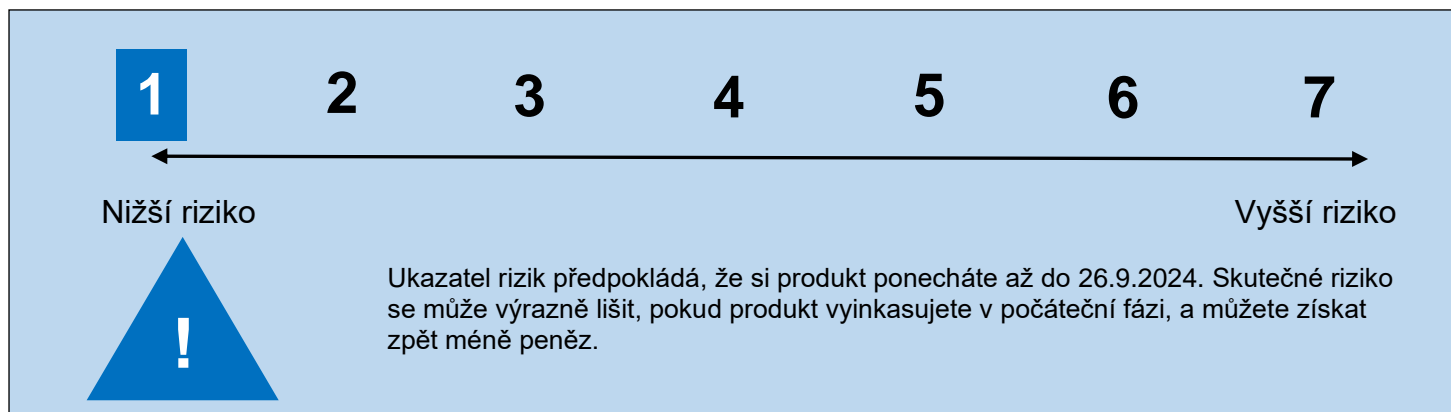 1 2 3 4 5 6 7
Nižší riziko Vyšší riziko
Ukazatel rizik předpokládá, že si produkt ponecháte až do 26.9.2024. Skutečné riziko
se může výrazně lišit, pokud produkt vyinkasujete v počáteční fázi, a můžete získat
zpět méně peněz.
!